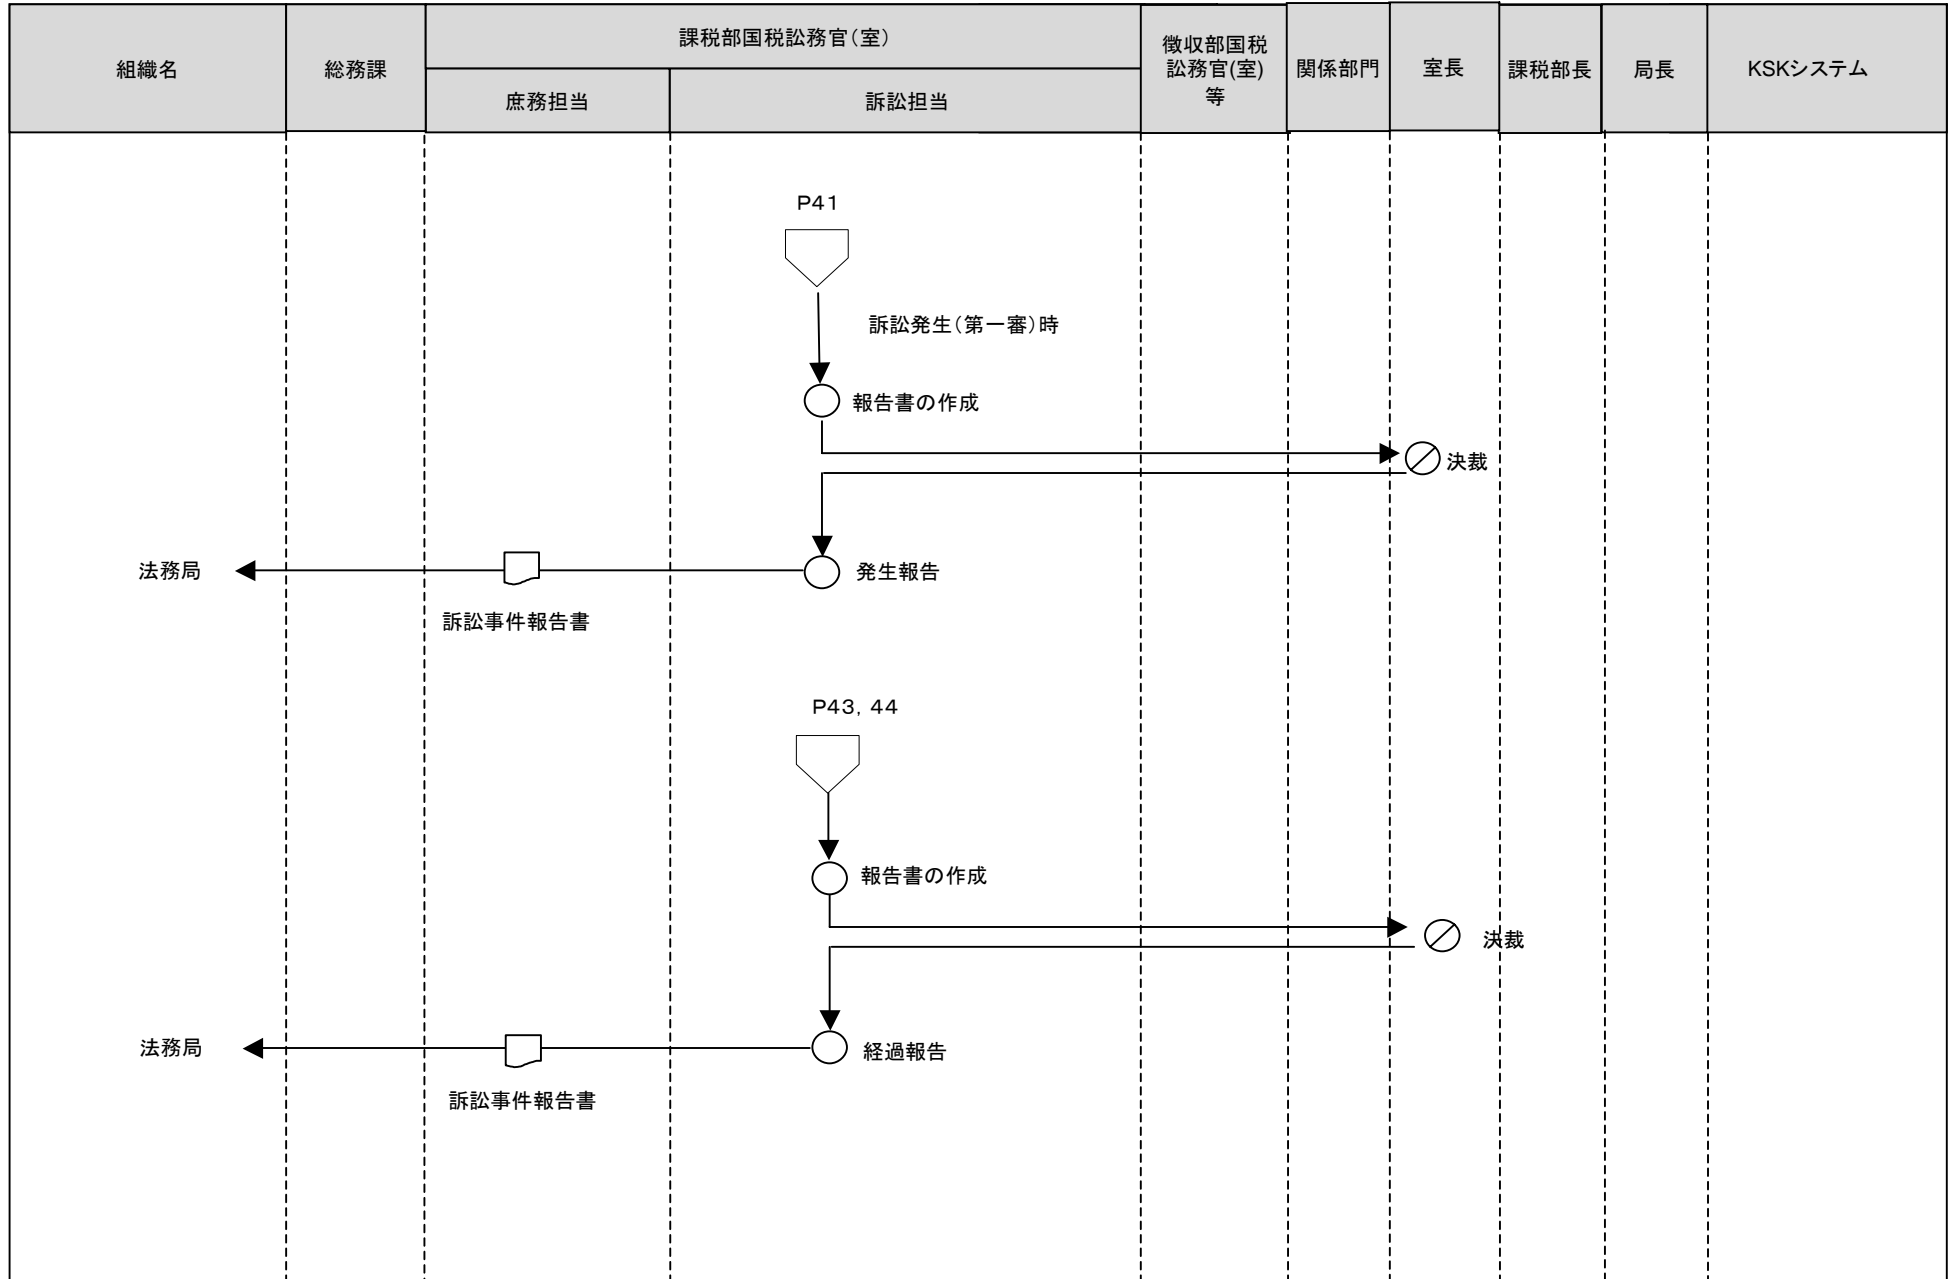 組織名
総務課
課税部国税訟務官（室）
庶務担当
訴訟担当
徴収部国税
訟務官(室)
等
関係部門
室長
課税部長
局長
KSKシステム
P41
訴訟発生（第一審）時
報告書の作成
決裁
法務局
発生報告
訴訟事件報告書
P43，44
報告書の作成
決裁
法務局
経過報告
訴訟事件報告書